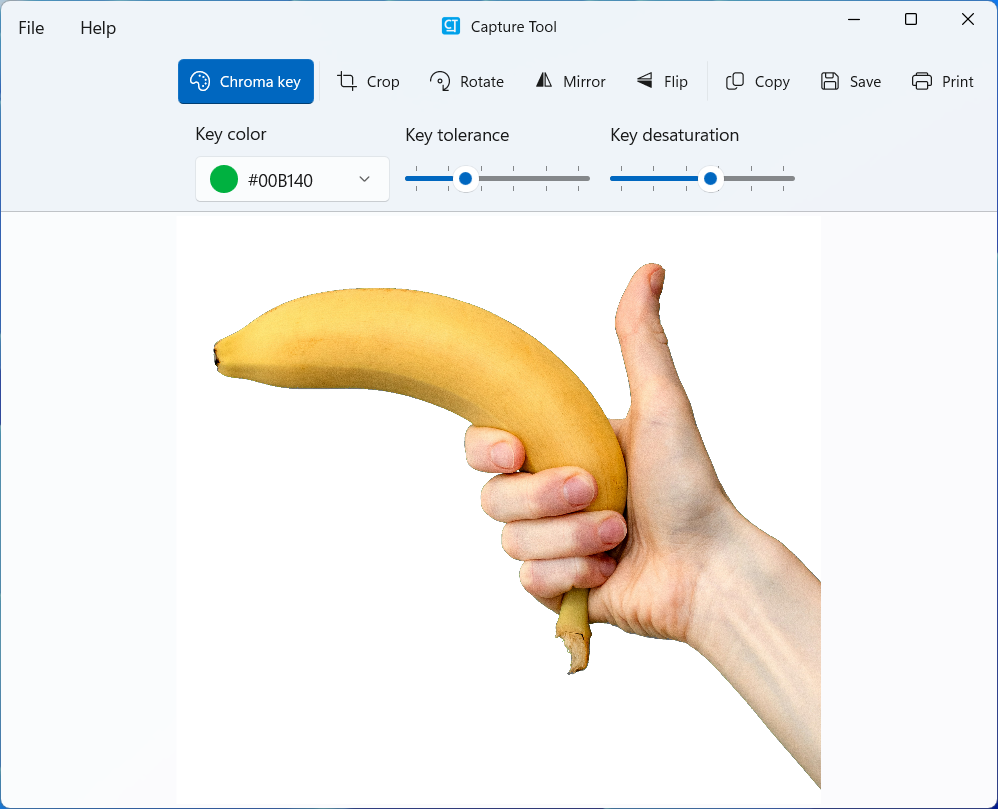 File Help CT Capture Tool
Chroma key Crop Rotate Mirror Flip Copy Save Print
Key color Key tolerance Key desaturation
#00B140